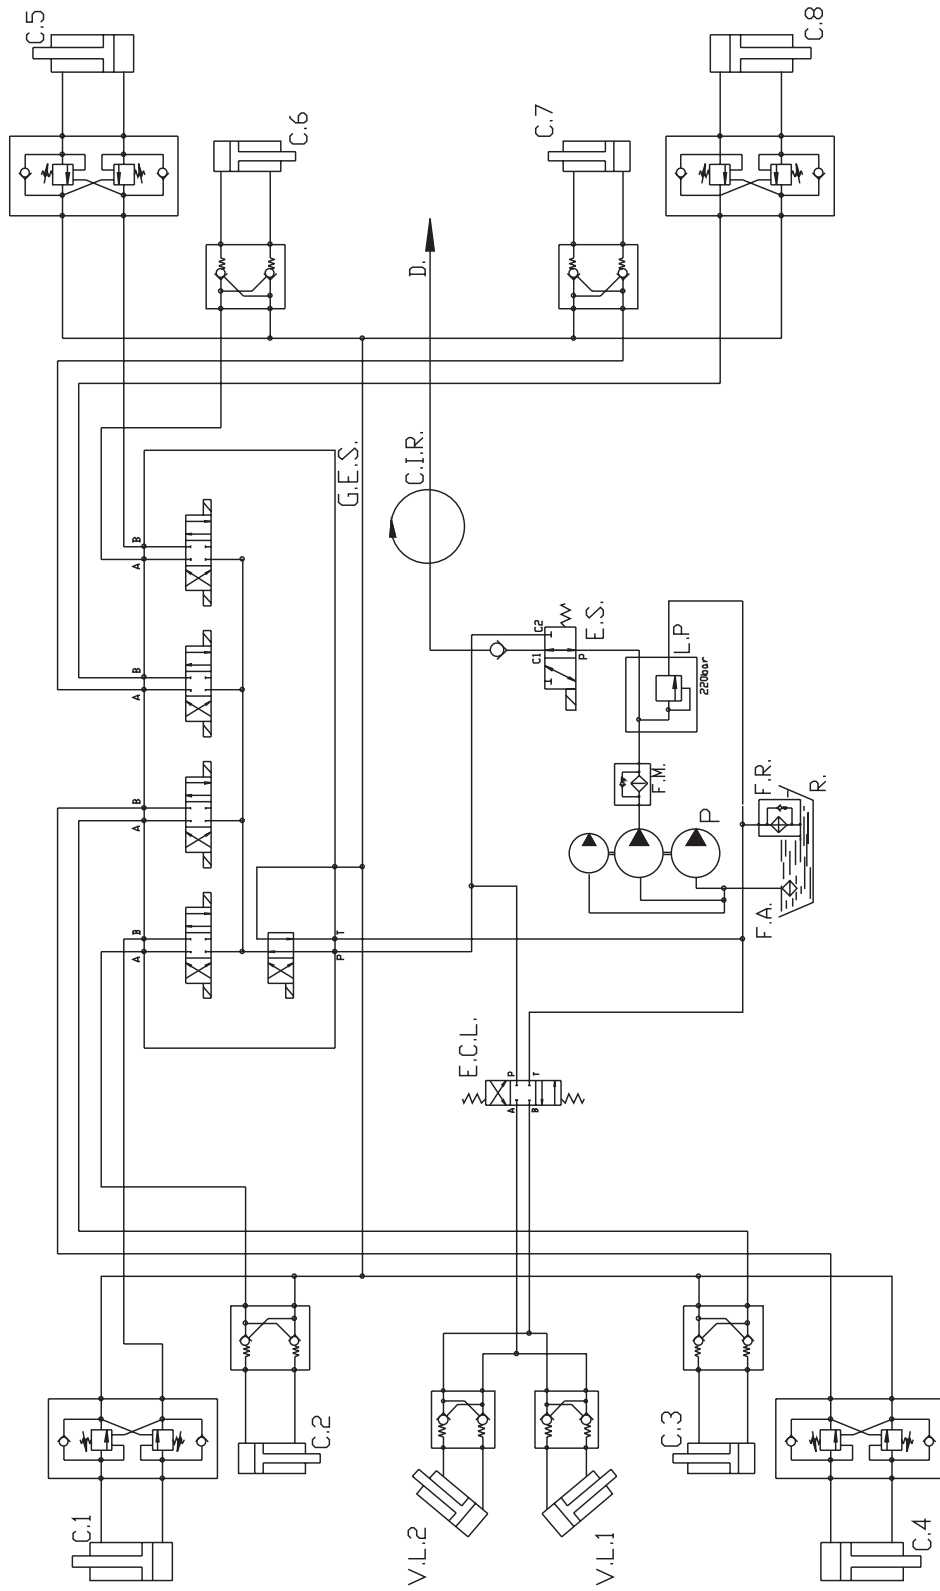 C.5
C.8
C.6
C.7
D.
C.I.R.
G.E.S.
A
B
A
B
A
B
A
B
C1
C2
P
E.S.
L.P
220bar
F.M.
P
F.R.
R.
F.A.
P
T
E.C.L.
A
P
B
T
C.2
C.3
C.1
V.L.2
V.L.1
C.4